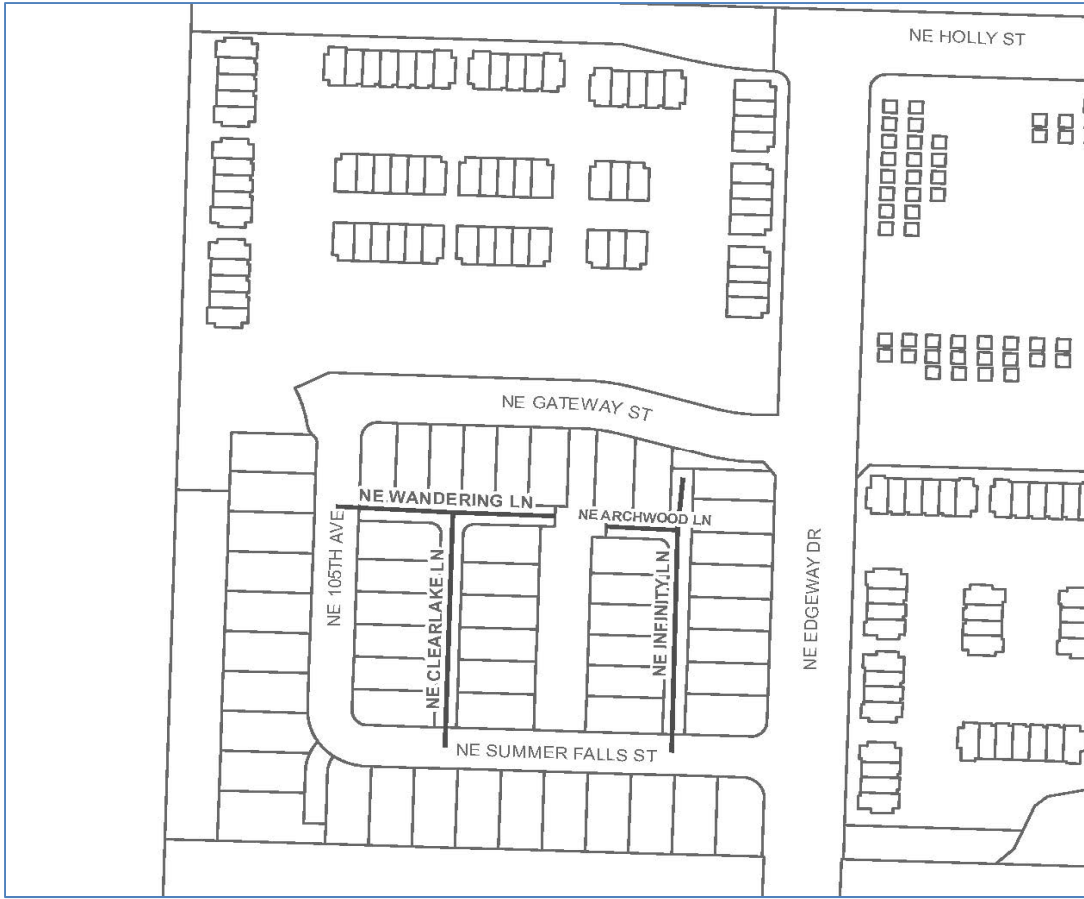 NE HOLLY ST
NE GATEWAY ST
NE WANDERING LN
NE ARCHWOOD LN
NE 105TH AVE
NE CLEARLAKE LN
NE INFINITY LN
NE EDGEWAY DR
NE SUMMER FALLS ST